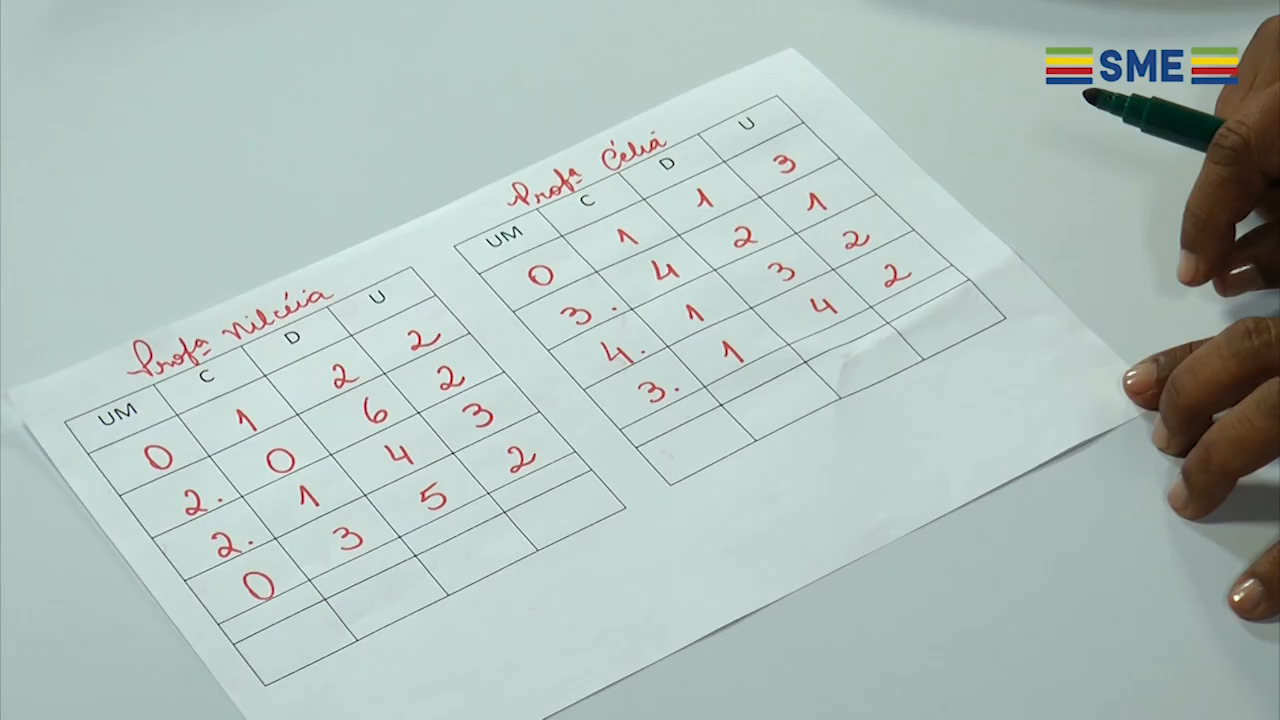 SME
Profª Nilcéia
UM C D U
0 1 2 2
2. 0 6 2
2. 1 4 3
0 3 5 2
Profª Célia
UM C D U
0 1 1 3
3. 4 2 1
4. 1 3 2
3. 1 4 2